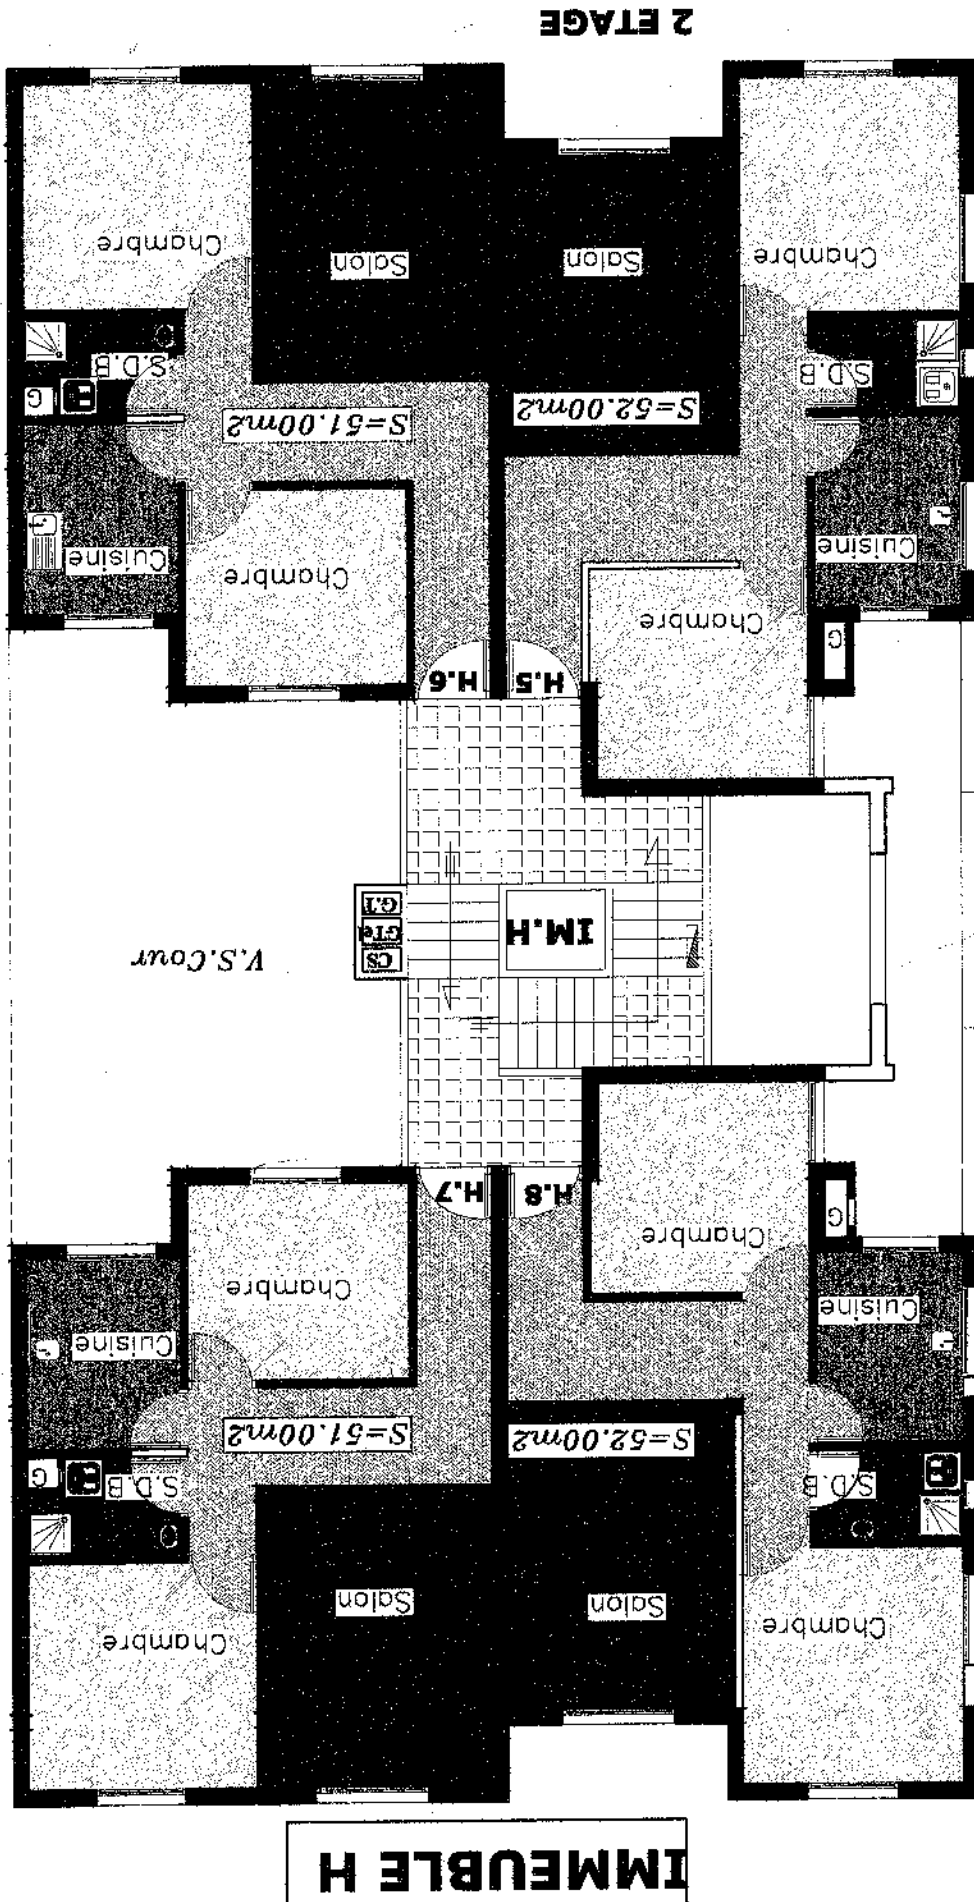 IMMEUBLE H
Chambre
Salon
Salon
Chambre
S.D.B
S.D.B
G
S=52.00m2
S=51.00m2
Cuisine
Cuisine
Chambre
Chambre
G
H.8
H.7
CS
GTel
G.T
IM.H
V.S.Cour
H.5
H.6
G
Chambre
Chambre
Cuisine
Cuisine
S=52.00m2
S=51.00m2
G
S.D.B
S.D.B
Chambre
Salon
Salon
Chambre
2 ETAGE